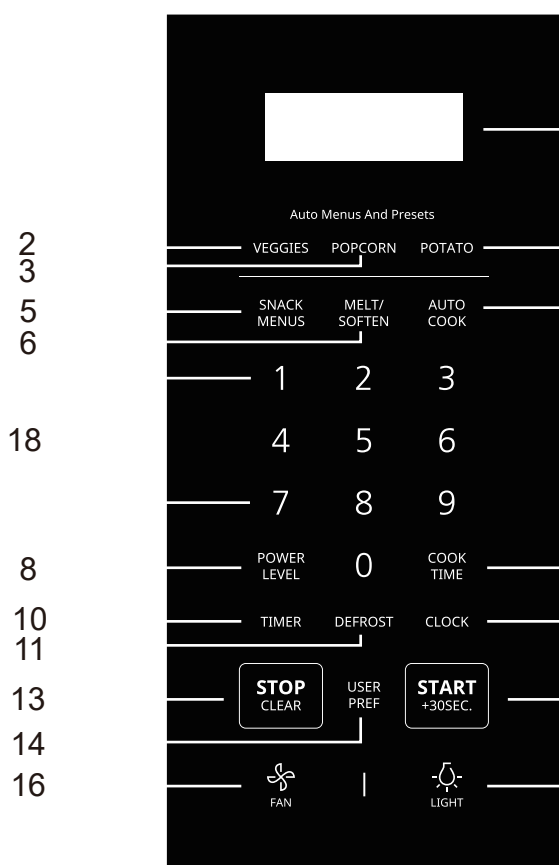 Auto Menus And Presets
2 VEGGIES POPCORN POTATO
3
5 SNACK MENUS MELT/ SOFTEN AUTO COOK
6
1 2 3
18 4 5 6
7 8 9
8 POWER LEVEL 0 COOK TIME
10 TIMER DEFROST CLOCK
11
13 STOP CLEAR USER PREF START +30SEC.
14
16 FAN | LIGHT